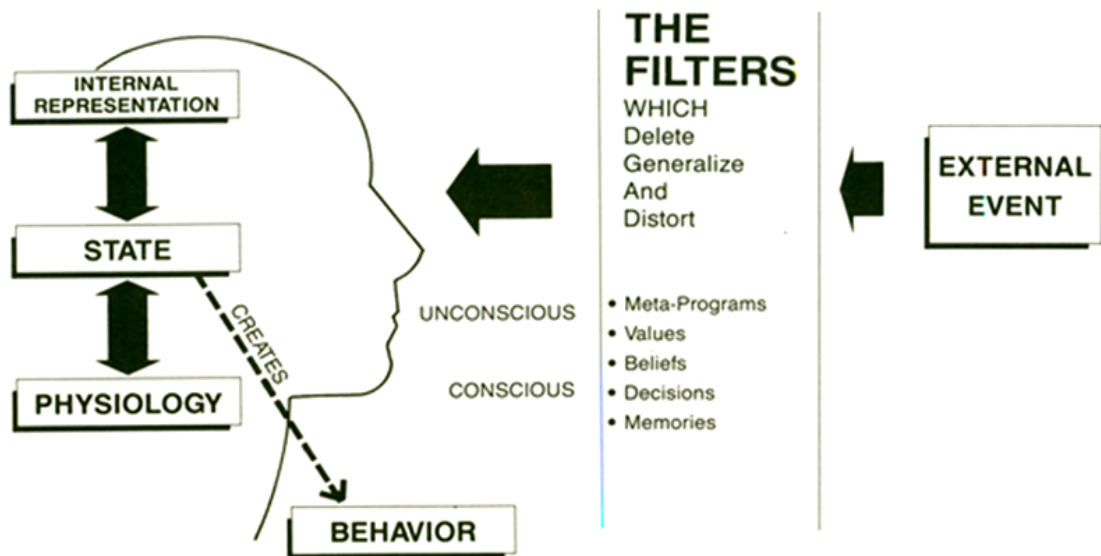 INTERNAL
REPRESENTATION
STATE
PHYSIOLOGY
CREATES
BEHAVIOR
UNCONSCIOUS
CONSCIOUS
THE
FILTERS
WHICH
Delete
Generalize
And
Distort
• Meta-Programs
• Values
• Beliefs
• Decisions
• Memories
EXTERNAL
EVENT